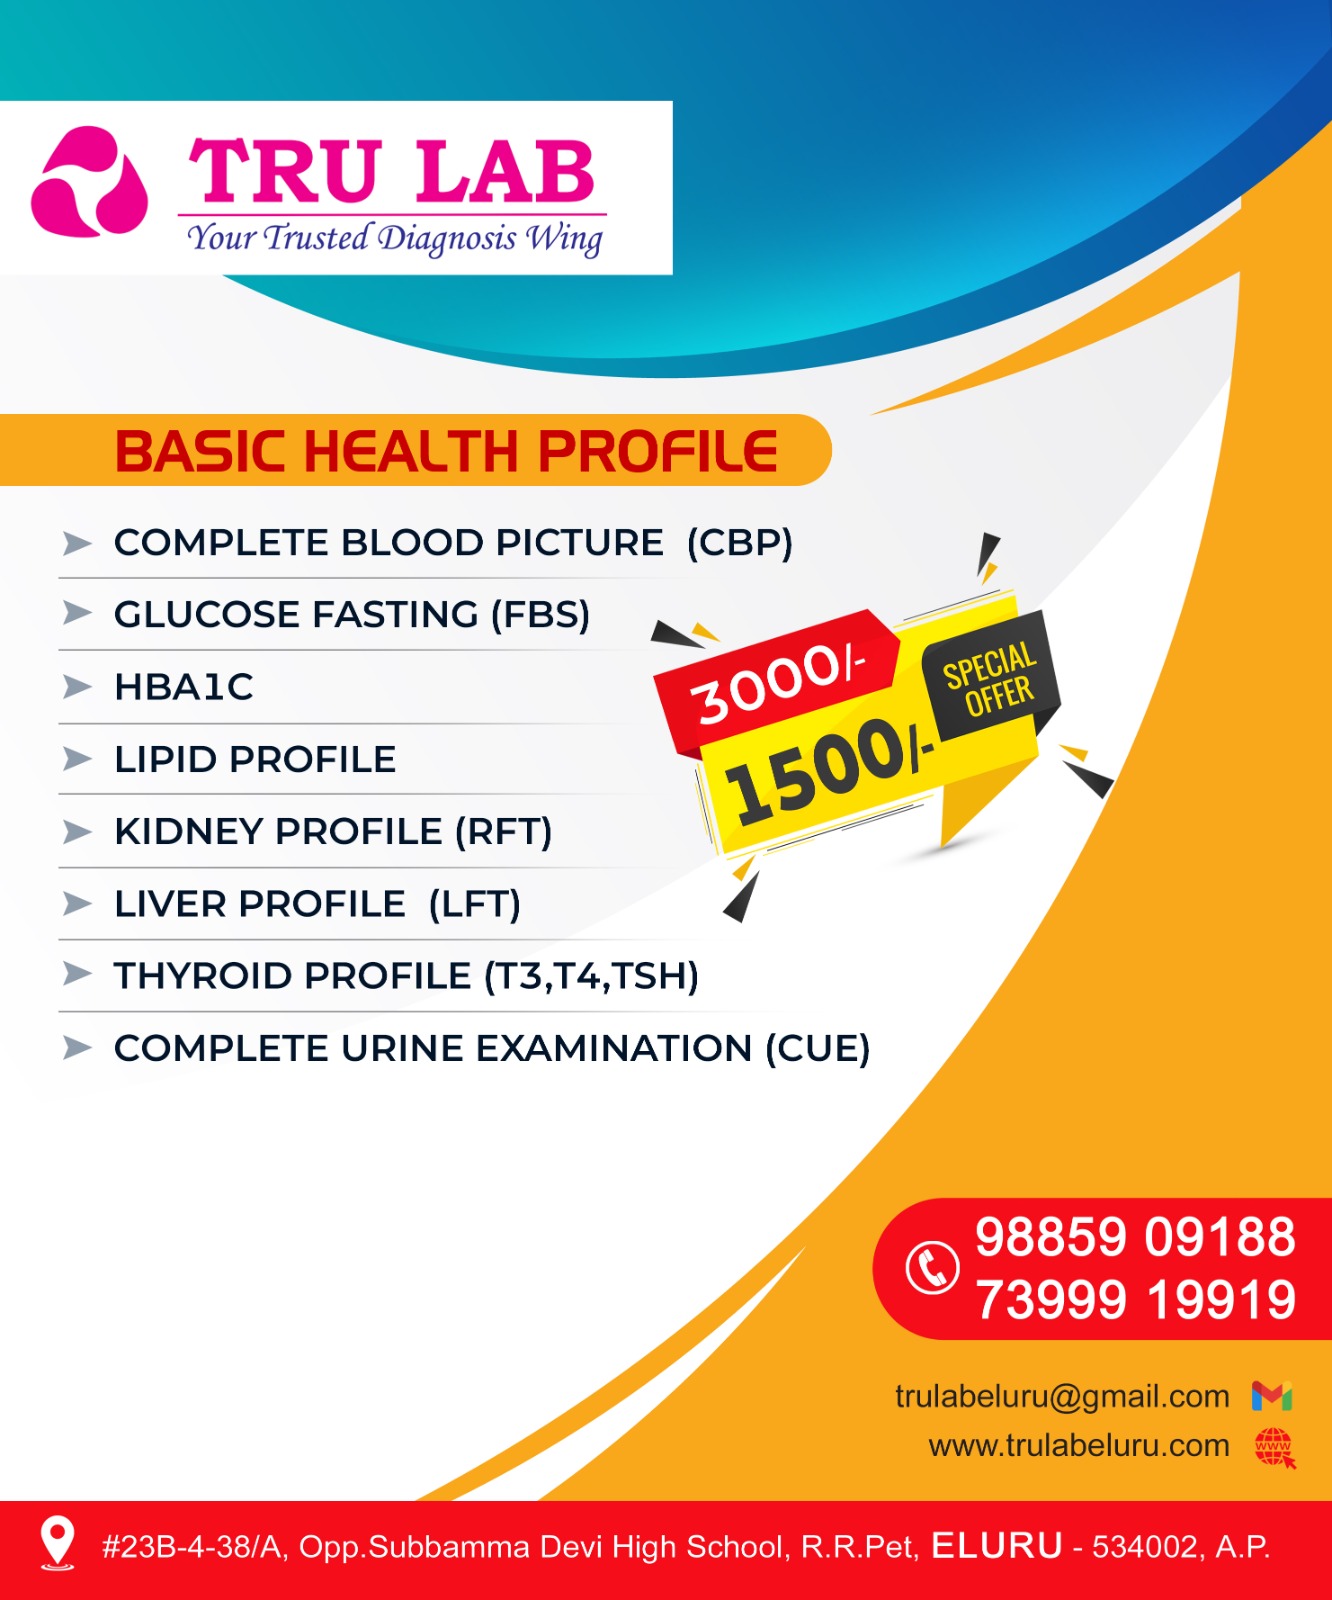 TRU LAB
Your Trusted Diagnosis Wing
BASIC HEALTH PROFILE
COMPLETE BLOOD PICTURE (CBP)
GLUCOSE FASTING (FBS)
HBA1C
LIPID PROFILE
KIDNEY PROFILE (RFT)
LIVER PROFILE (LFT)
THYROID PROFILE (T3,T4,TSH)
COMPLETE URINE EXAMINATION (CUE)
3000/-
1500/-
SPECIAL
OFFER
98859 09188
73999 19919
trulabeluru@gmail.com
www.trulabeluru.com
WWW
#23B-4-38/A, Opp.Subbamma Devi High School, R.R.Pet, ELURU - 534002, A.P.